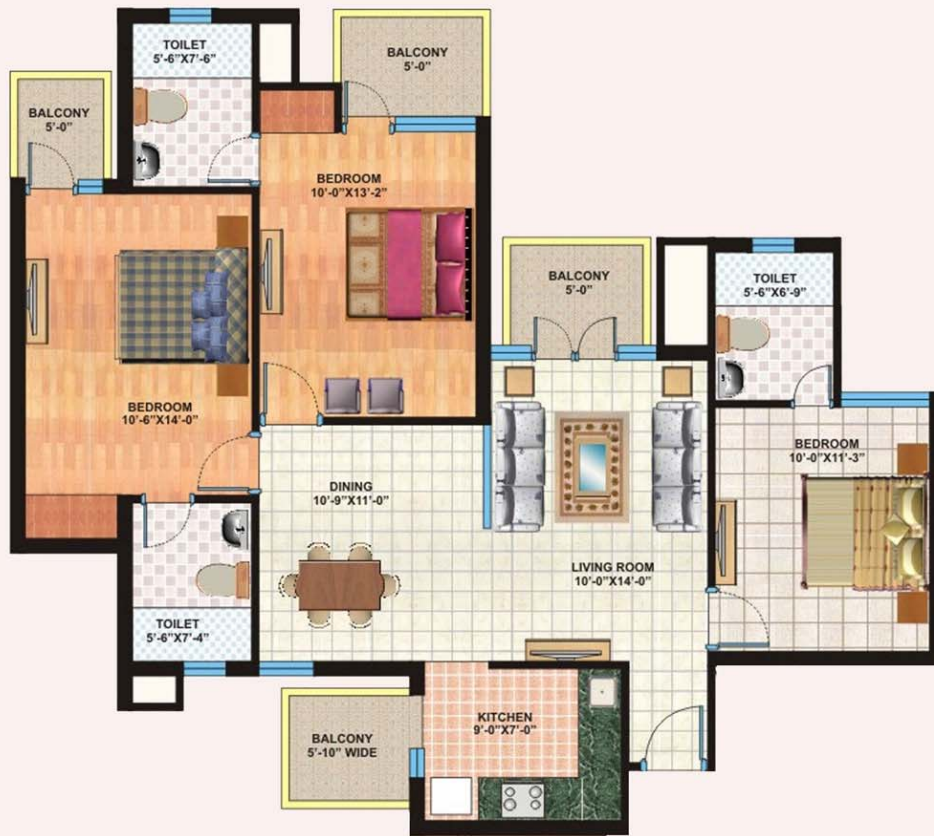 TOILET
5'-6"X7'-6"
BALCONY
5'-0"
BALCONY
5'-0"
BEDROOM
10'-0"X13'-2"
BALCONY
5'-0"
TOILET
5'-6"X6'-9"
BEDROOM
10'-6"X14'-0"
BEDROOM
10'-0"X11'-3"
DINING
10'-9"X11'-0"
LIVING ROOM
10'-0"X14'-0"
TOILET
5'-6"X7'-4"
KITCHEN
9'-0"X7'-0"
BALCONY
5'-10" WIDE